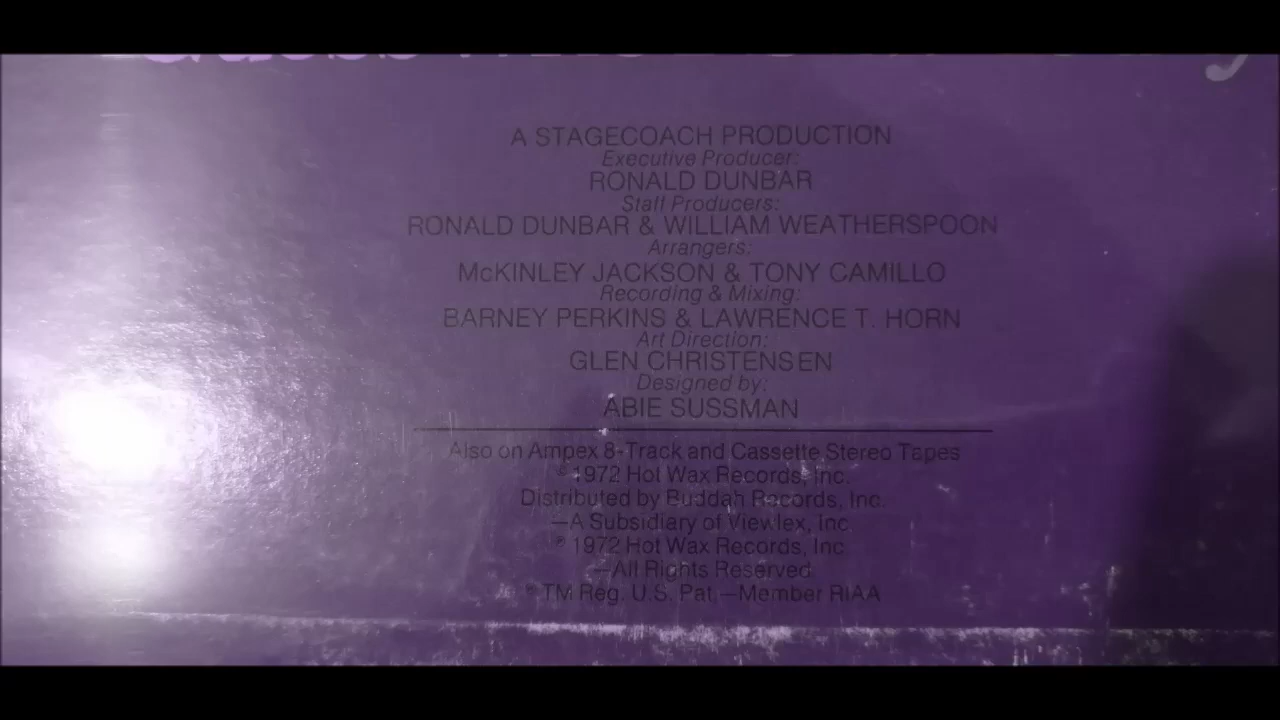 A STAGECOACH PRODUCTION
Executive Producer:
RONALD DUNBAR
Staff Producers:
RONALD DUNBAR & WILLIAM WEATHERSPOON
Arrangers:
McKINLEY JACKSON & TONY CAMILLO
Recording & Mixing:
BARNEY PERKINS & LAWRENCE T. HORN
Art Direction:
GLEN CHRISTENSEN
Designed by:
ABIE SUSSMAN
Also on Ampex 8-Track and Cassette Stereo Tapes
℗ 1972 Hot Wax Records, Inc.
Distributed by Buddah Records, Inc.
—A Subsidiary of Viewlex, Inc.
℗ 1972 Hot Wax Records, Inc.
—All Rights Reserved
TM Reg. U.S. Pat.—Member RIAA